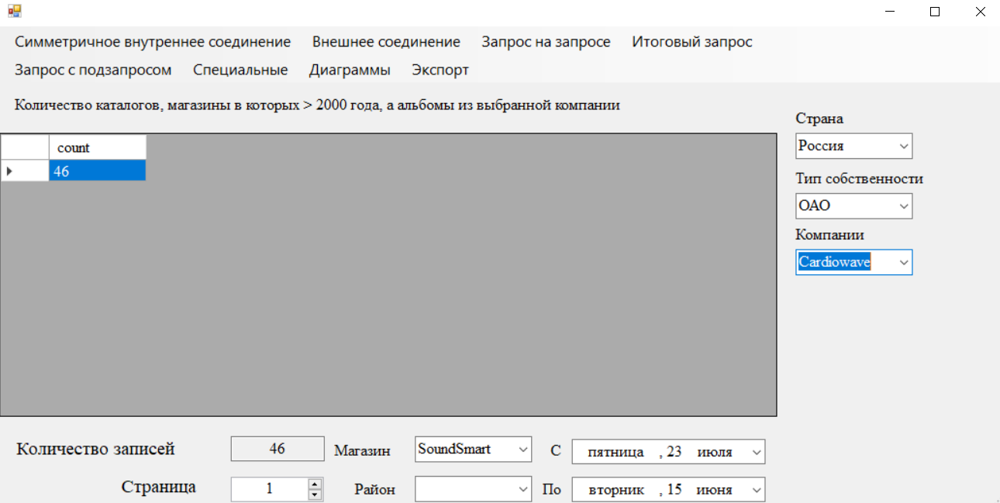 Симметричное внутреннее соединение Внешнее соединение Запрос на запросе Итоговый запрос
Запрос с подзапросом Специальные Диаграммы Экспорт
Количество каталогов, магазины в которых > 2000 года, а альбомы из выбранной компании
Страна
Россия
Тип собственности
ОАО
Компании
Cardiowave
count
46
Количество записей 46 Магазин SoundSmart С пятница , 23 июля
Страница 1 Район По вторник , 15 июня